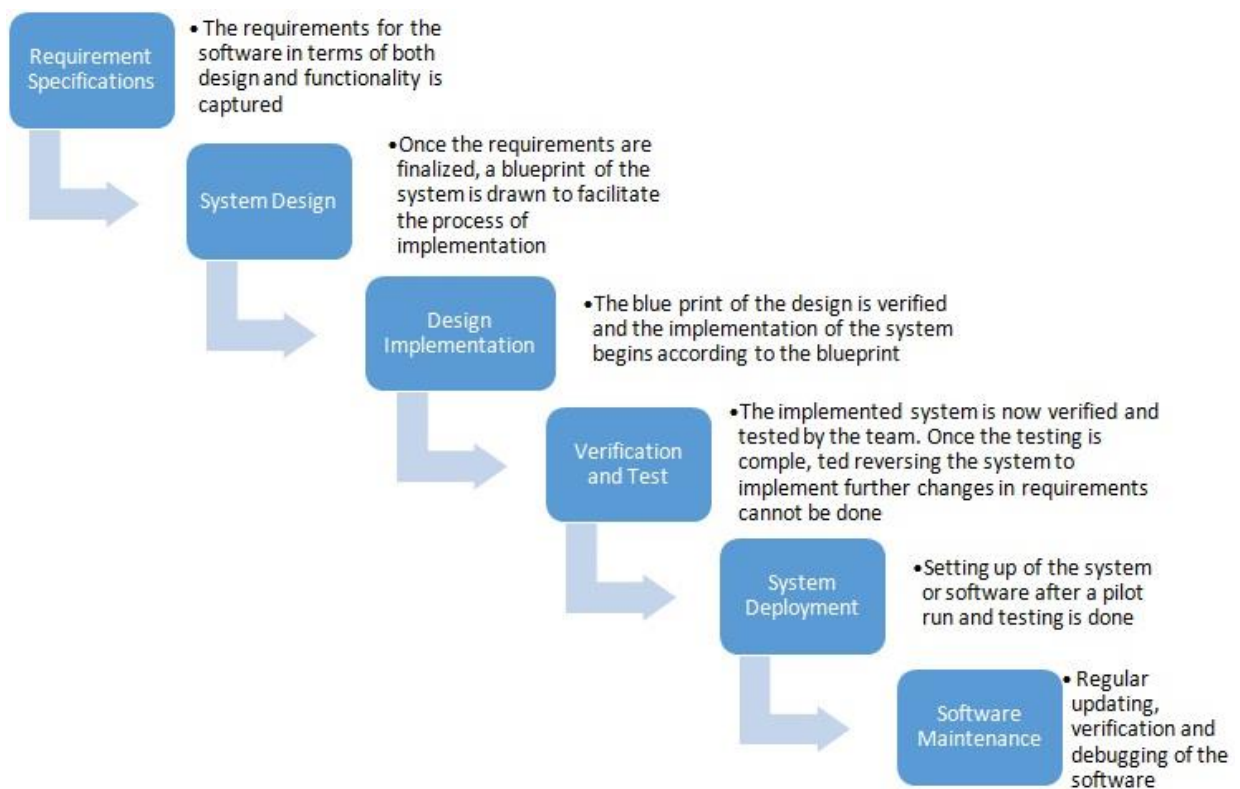 Requirement
Specifications
• The requirements for the
software in terms of both
design and functionality is
captured
System Design
•Once the requirements are
finalized, a blueprint of the
system is drawn to facilitate
the process of
implementation
Design
Implementation
•The blue print of the design is verified
and the implementation of the system
begins according to the blueprint
Verification
and Test
•The implemented system is now verified and
tested by the team. Once the testing is
comple, ted reversing the system to
implement further changes in requirements
cannot be done
System
Deployment
•Setting up of the system
or software after a pilot
run and testing is done
Software
Maintenance
• Regular
updating,
verification and
debugging of the
software